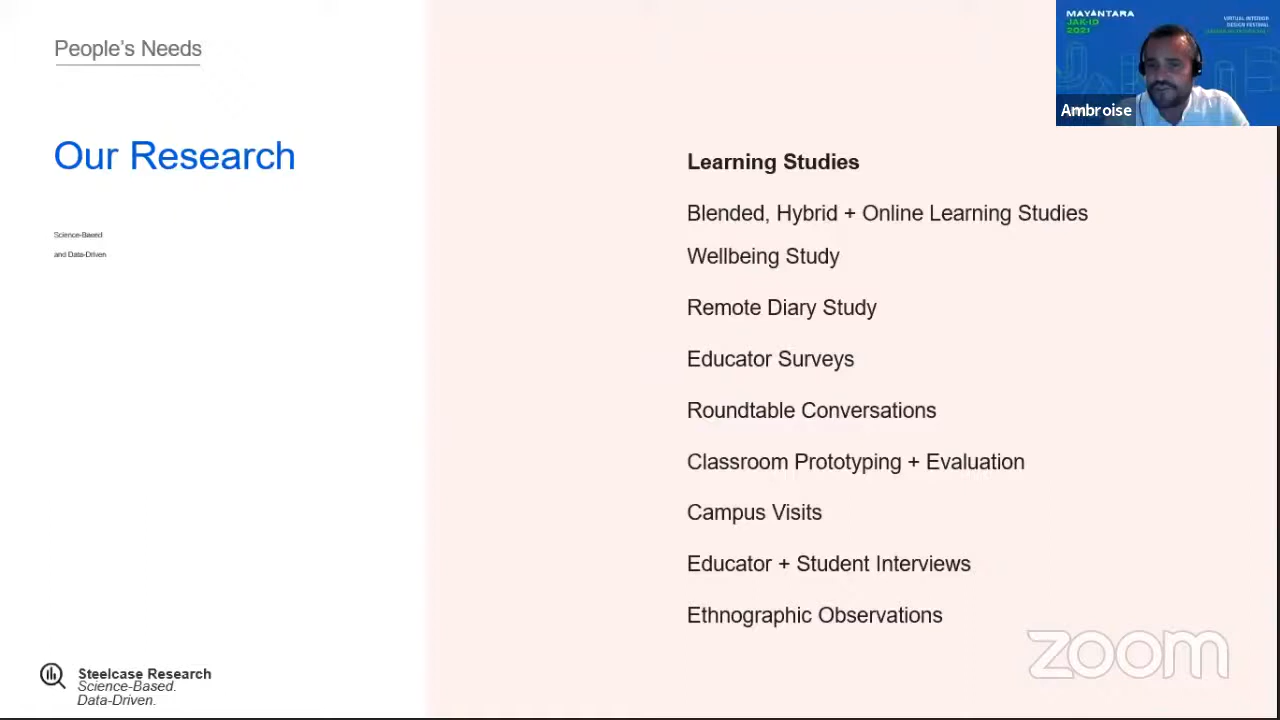 People's Needs
Our Research
Science-Based
and Data-Driven
Learning Studies
Blended, Hybrid + Online Learning Studies
Wellbeing Study
Remote Diary Study
Educator Surveys
Roundtable Conversations
Classroom Prototyping + Evaluation
Campus Visits
Educator + Student Interviews
Ethnographic Observations
Steelcase Research
Science-Based.
Data-Driven.
MAYANTARA
JAK-ID
2021
VIRTUAL INTERIOR
DESIGN FESTIVAL
Ambroise
zoom